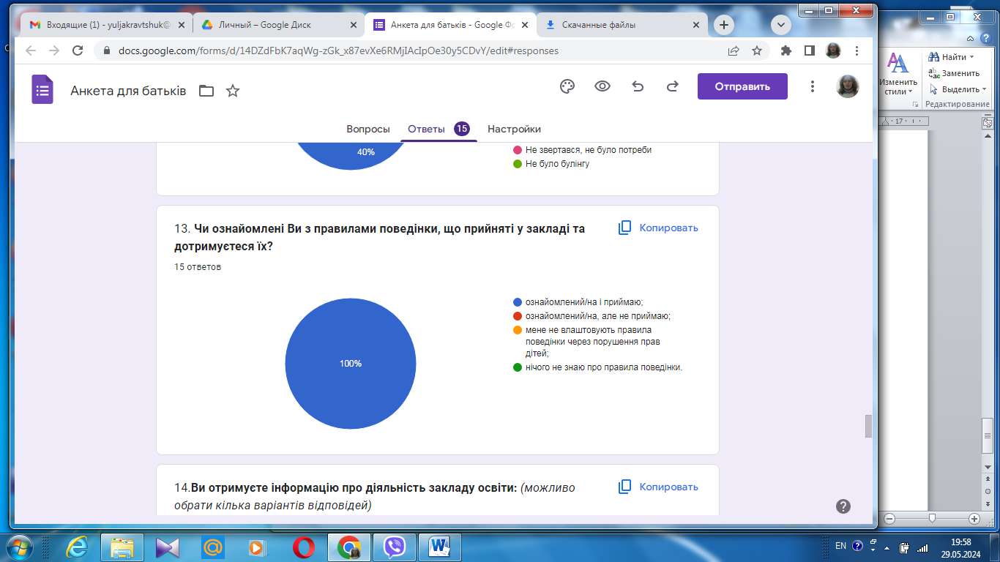 Входящие (1) - yuljakravtshuk@
Личный – Google Диск
Анкета для батьків - Google Фо
Скачанные файлы
docs.google.com/forms/d/14DZdFbK7aqWg-zGk_x87evXe6RMjIAcIpOe30y5CDvY/edit#responses
Анкета для батьків
Отправить
Вопросы
Ответы 15
Настройки
40%
Не звертався, не було потреби
Не було булінгу
13. Чи ознайомлені Ви з правилами поведінки, що прийняті у закладі та
дотримуєтеся їх?
Копировать
15 ответов
100%
ознайомлений/на і приймаю;
ознайомлений/на, але не приймаю;
мене не влаштовують правила
поведінки через порушення прав
дітей;
нічого не знаю про правила поведінки.
14.Ви отримуєте інформацію про діяльність закладу освіти: (можливо
обрати кілька варіантів відповідей)
Копировать
Найти
Заменить
Выделить
Изменить
стили
Редактирование
17
EN
19:58
29.05.2024